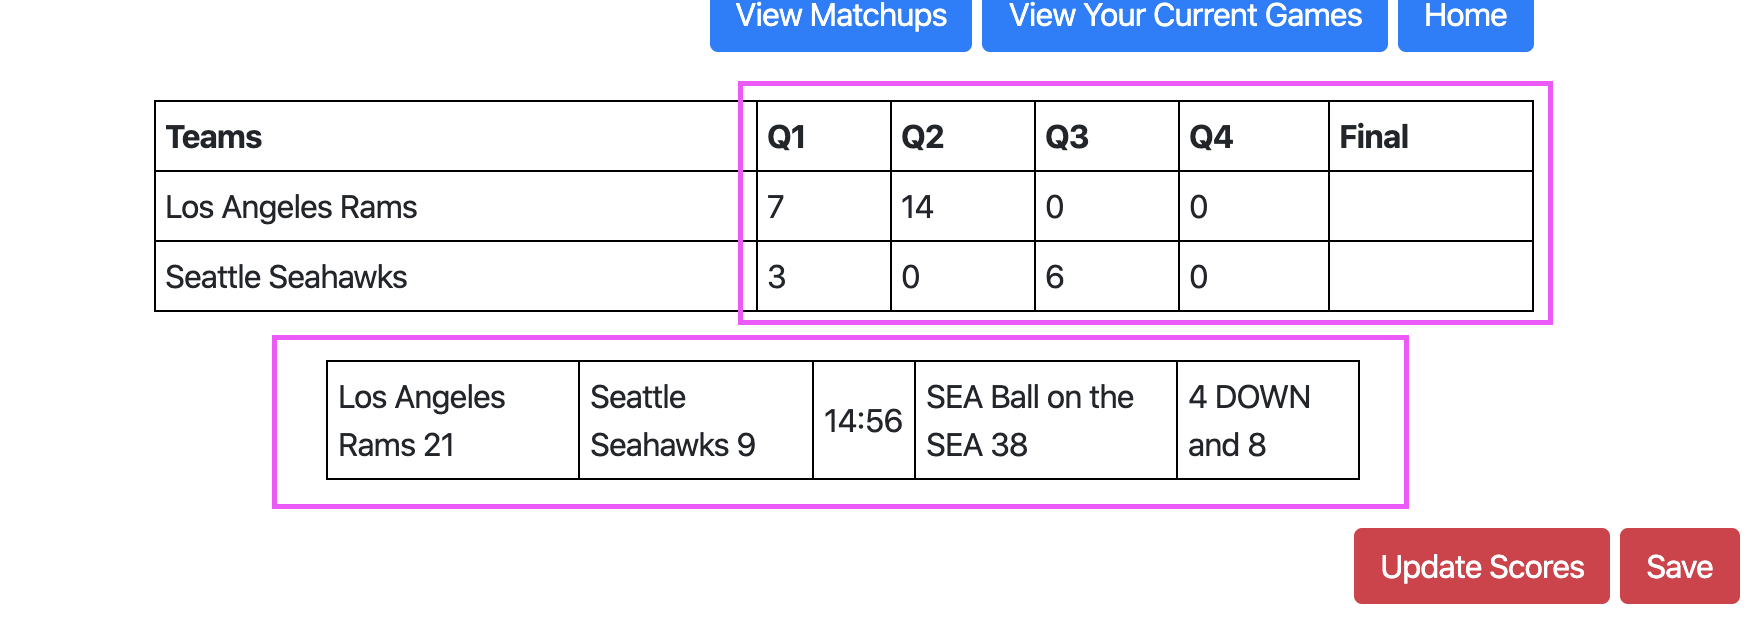 View Matchups View Your Current Games Home
Teams Q1 Q2 Q3 Q4 Final
Los Angeles Rams 7 14 0 0
Seattle Seahawks 3 0 6 0
Los Angeles
Rams 21
Seattle
Seahawks 9
14:56
SEA Ball on the
SEA 38
4 DOWN
and 8
Update Scores Save